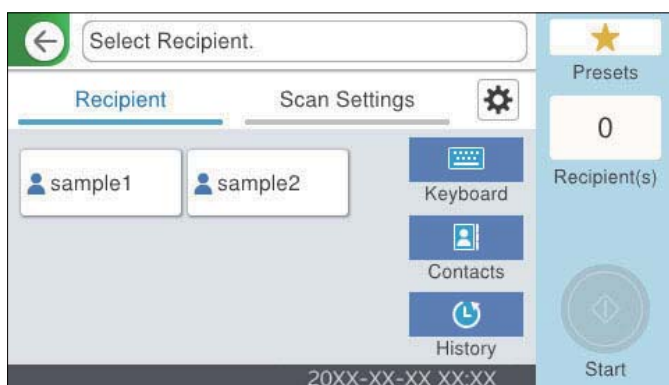 Select Recipient.
Presets
Recipient
Scan Settings
0
Recipient(s)
sample1
sample2
Keyboard
Contacts
History
Start
20XX-XX-XX XX:XX